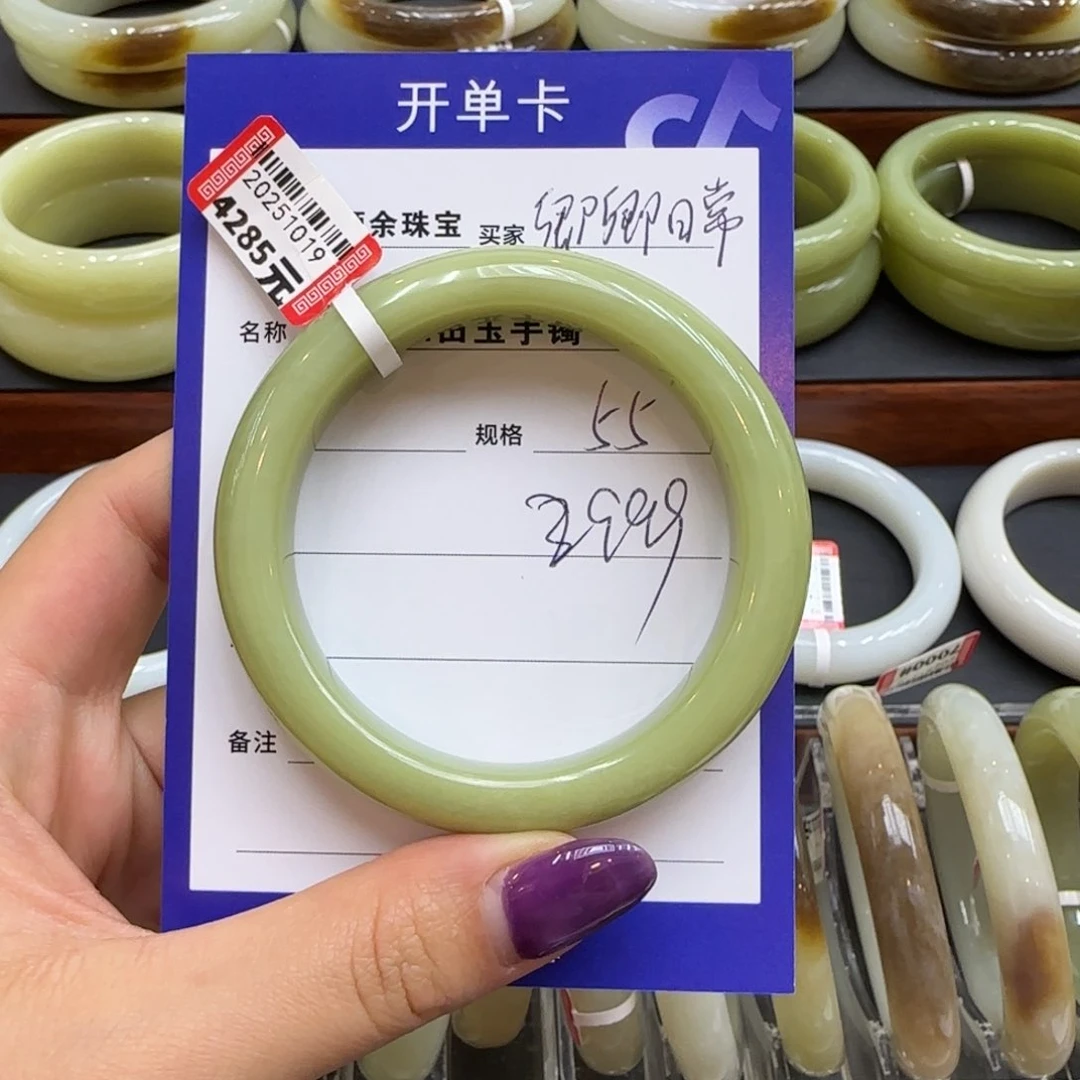 开单卡
20251019
4285元
余珠宝 买家 卿卿日常
名称 玉手镯
规格 55
备注
#0002